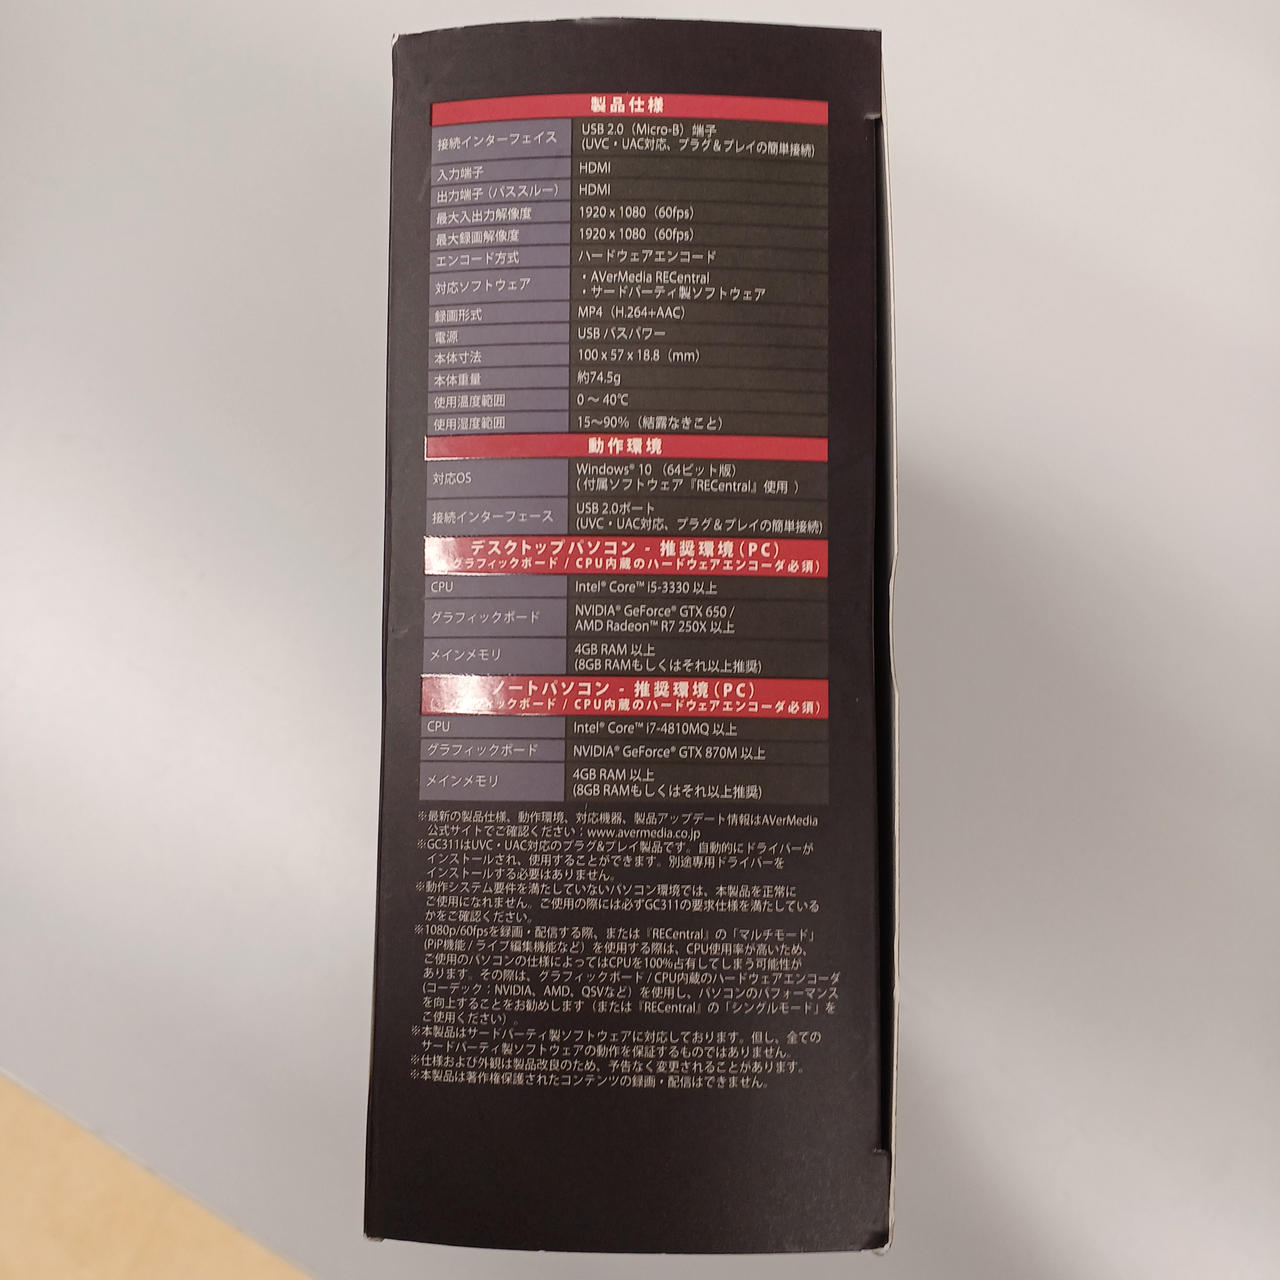 製品仕様
接続インターフェイス USB 2.0（Micro-B）端子
(UVC・UAC対応、プラグ＆プレイの簡単接続)
入力端子 HDMI
出力端子（パススルー） HDMI
最大入出力解像度 1920 x 1080（60fps）
最大録画解像度 1920 x 1080（60fps）
エンコード方式 ハードウェアエンコード
対応ソフトウェア ・AVerMedia RECentral
・サードパーティ製ソフトウェア
録画形式 MP4（H.264+AAC）
電源 USB バスパワー
本体寸法 100 x 57 x 18.8（mm）
本体重量 約74.5g
使用温度範囲 0 〜 40℃
使用湿度範囲 15〜90%（結露なきこと）
動作環境
対応OS Windows® 10 （64ビット版）
( 付属ソフトウェア『RECentral』使用 ）
接続インターフェース USB 2.0ポート
(UVC・UAC対応、プラグ＆プレイの簡単接続)
デスクトップパソコン - 推奨環境（PC）
グラフィックボード / CPU内蔵のハードウェアエンコーダ必須）
CPU Intel® Core™ i5-3330 以上
グラフィックボード NVIDIA® GeForce® GTX 650 /
AMD Radeon™ R7 250X 以上
メインメモリ 4GB RAM 以上
(8GB RAMもしくはそれ以上推奨)
ノートパソコン - 推奨環境（PC）
ックボード / CPU内蔵のハードウェアエンコーダ必須）
CPU Intel® Core™ i7-4810MQ 以上
グラフィックボード NVIDIA® GeForce® GTX 870M 以上
メインメモリ 4GB RAM 以上
(8GB RAMもしくはそれ以上推奨)
※最新の製品仕様、動作環境、対応機器、製品アップデート情報はAVerMedia
公式サイトでご確認ください：www.avermedia.co.jp
※GC311はUVC・UAC対応のプラグ&プレイ製品です。自動的にドライバーが
インストールされ、使用することができます。別途専用ドライバーを
インストールする必要はありません。
※動作システム要件を満たしていないパソコン環境では、本製品を正常に
ご使用になれません。ご使用の際には必ずGC311の要求仕様を満たしている
かをご確認ください。
※1080p/60fpsを録画・配信する際、または『RECentral』の「マルチモード」
(PiP機能 / ライブ編集機能など）を使用する際は、CPU使用率が高いため、
ご使用のパソコンの仕様によってはCPUを100%占有してしまう可能性が
あります。その際は、グラフィックボード / CPU内蔵のハードウェアエンコーダ
(コーデック：NVIDIA、AMD、QSVなど）を使用し、パソコンのパフォーマンス
を向上することをお勧めします（または『RECentral』の「シングルモード」を
ご使用ください）。
※本製品はサードパーティ製ソフトウェアに対応しております。但し、全ての
サードパーティ製ソフトウェアの動作を保証するものではありません。
※仕様および外観は製品改良のため、予告なく変更されることがあります。
※本製品は著作権保護されたコンテンツの録画・配信はできません。